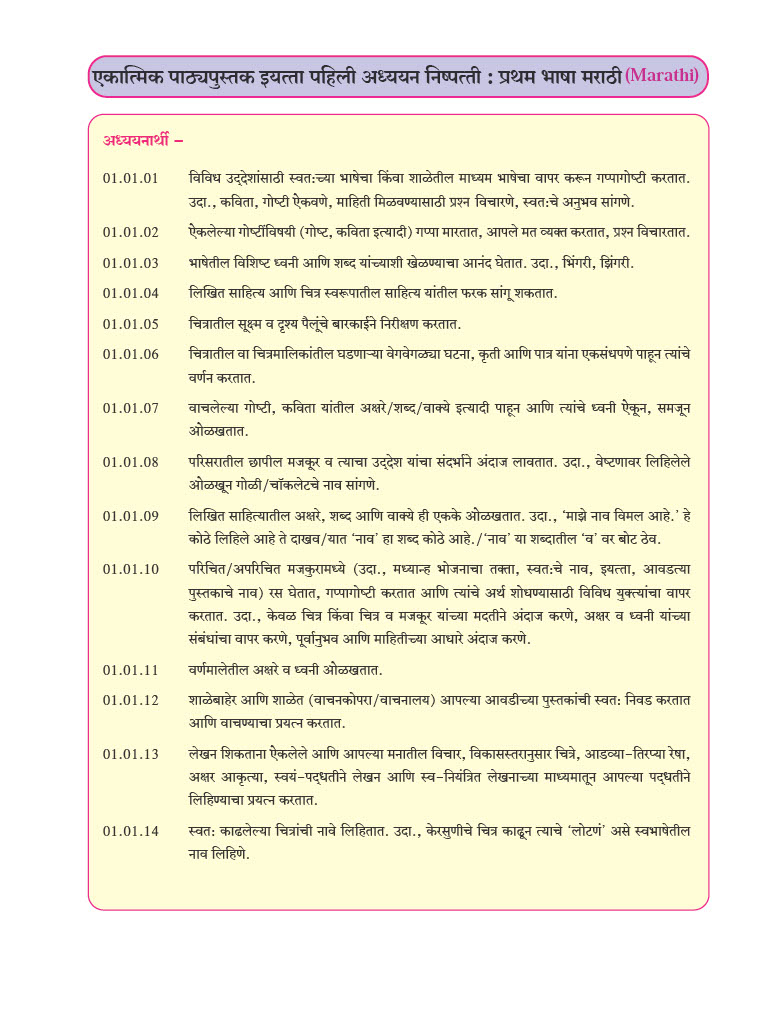 एकात्मिक पाठ्यपुस्तक इयत्ता पहिली अध्ययन निष्पत्ती : प्रथम भाषा मराठी (Marathi)
अध्ययनार्थी –
01.01.01 विविध उद्‌देशांसाठी स्वत:च्या भाषेचा किंवा शाळेतील माध्यम भाषेचा वापर करून गप्पागोष्टी करतात.
उदा., कविता, गोष्टी ऐकवणे, माहिती मिळवण्यासाठी प्रश्न विचारणे, स्वत:चे अनुभव सांगणे.
01.01.02 ऐकलेल्या गोष्टींविषयी (गोष्ट, कविता इत्यादी) गप्पा मारतात, आपले मत व्यक्त करतात, प्रश्न विचारतात.
01.01.03 भाषेतील विशिष्ट ध्वनी आणि शब्द यांच्याशी खेळण्याचा आनंद घेतात. उदा., भिंगरी, झिंगरी.
01.01.04 लिखित साहित्य आणि चित्र स्वरूपातील साहित्य यांतील फरक सांगू शकतात.
01.01.05 चित्रातील सूक्ष्म व दृश्य पैलूंचे बारकाईने निरीक्षण करतात.
01.01.06 चित्रातील वा चित्रमालिकांतील घडणाऱ्या वेगवेगळ्या घटना, कृती आणि पात्र यांना एकसंधपणे पाहून त्यांचे
वर्णन करतात.
01.01.07 वाचलेल्या गोष्टी, कविता यांतील अक्षरे/शब्द/वाक्ये इत्यादी पाहून आणि त्यांचे ध्वनी ऐकून, समजून
ओळखतात.
01.01.08 परिसरातील छापील मजकूर व त्याचा उद्‌देश यांचा संदर्भाने अंदाज लावतात. उदा., वेष्टणावर लिहिलेले
ओळखून गोळी/चॉकलेटचे नाव सांगणे.
01.01.09 लिखित साहित्यातील अक्षरे, शब्द आणि वाक्ये ही एकके ओळखतात. उदा., ‘माझे नाव विमल आहे.’ हे
कोठे लिहिले आहे ते दाखव/यात ‘नाव’ हा शब्द कोठे आहे./‘नाव’ या शब्दातील ‘व’ वर बोट ठेव.
01.01.10 परिचित/अपरिचित मजकुरामध्ये (उदा., मध्यान्ह भोजनाचा तक्ता, स्वत:चे नाव, इयत्ता, आवडत्या
पुस्तकाचे नाव) रस घेतात, गप्पागोष्टी करतात आणि त्यांचे अर्थ शोधण्यासाठी विविध युक्त्यांचा वापर
करतात. उदा., केवळ चित्र किंवा चित्र व मजकूर यांच्या मदतीने अंदाज करणे, अक्षर व ध्वनी यांच्या
संबंधांचा वापर करणे, पूर्वानुभव आणि माहितीच्या आधारे अंदाज करणे.
01.01.11 वर्णमालेतील अक्षरे व ध्वनी ओळखतात.
01.01.12 शाळेबाहेर आणि शाळेत (वाचनकोपरा/वाचनालय) आपल्या आवडीच्या पुस्तकांची स्वत: निवड करतात
आणि वाचण्याचा प्रयत्न करतात.
01.01.13 लेखन शिकताना ऐकलेले आणि आपल्या मनातील विचार, विकासस्तरानुसार चित्रे, आडव्या-तिरप्या रेषा,
अक्षर आकृत्या, स्वयं-पद्‌धतीने लेखन आणि स्व-नियंत्रित लेखनाच्या माध्यमातून आपल्या पद्‌धतीने
लिहिण्याचा प्रयत्न करतात.
01.01.14 स्वत: काढलेल्या चित्रांची नावे लिहितात. उदा., केरसुणीचे चित्र काढून त्याचे ‘लोटणं’ असे स्वभाषेतील
नाव लिहिणे.